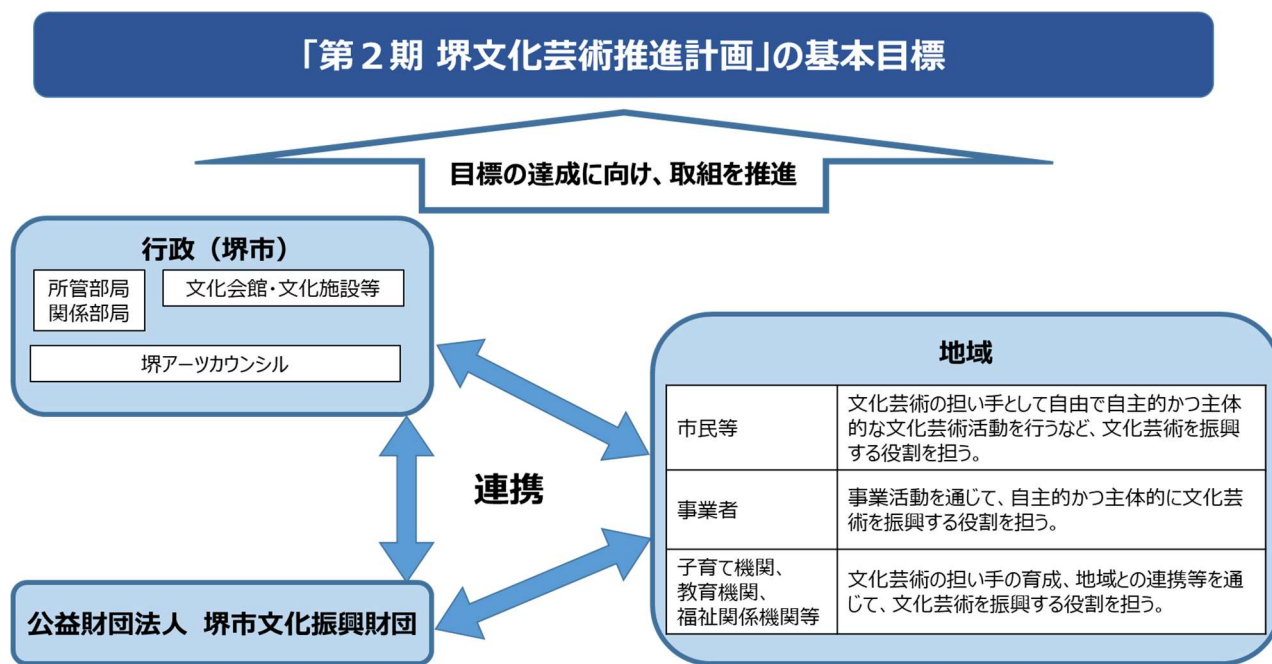 「第２期 堺文化芸術推進計画」の基本目標
目標の達成に向け、取組を推進
行政（堺市）
所管部局
関係部局
文化会館・文化施設等
堺アーツカウンシル
連携
公益財団法人 堺市文化振興財団
地域
市民等
文化芸術の担い手として自由で自主的かつ主体
的な文化芸術活動を行うなど、文化芸術を振興
する役割を担う。
事業者
事業活動を通じて、自主的かつ主体的に文化芸
術を振興する役割を担う。
子育て機関、
教育機関、
福祉関係機関等
文化芸術の担い手の育成、地域との連携等を通
じて、文化芸術を振興する役割を担う。